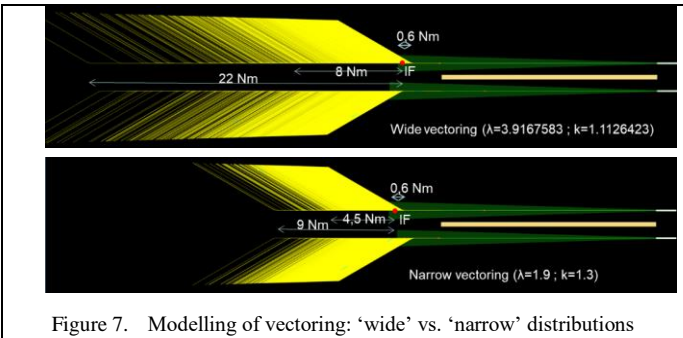 0,6 Nm
8 Nm
IF
22 Nm
Wide vectoring (λ=3.9167583 ; k=1.1126423)
0,6 Nm
4,5 Nm
IF
9 Nm
Narrow vectoring (λ=1.9 ; k=1.3)
Figure 7. Modelling of vectoring: ‘wide’ vs. ‘narrow’ distributions